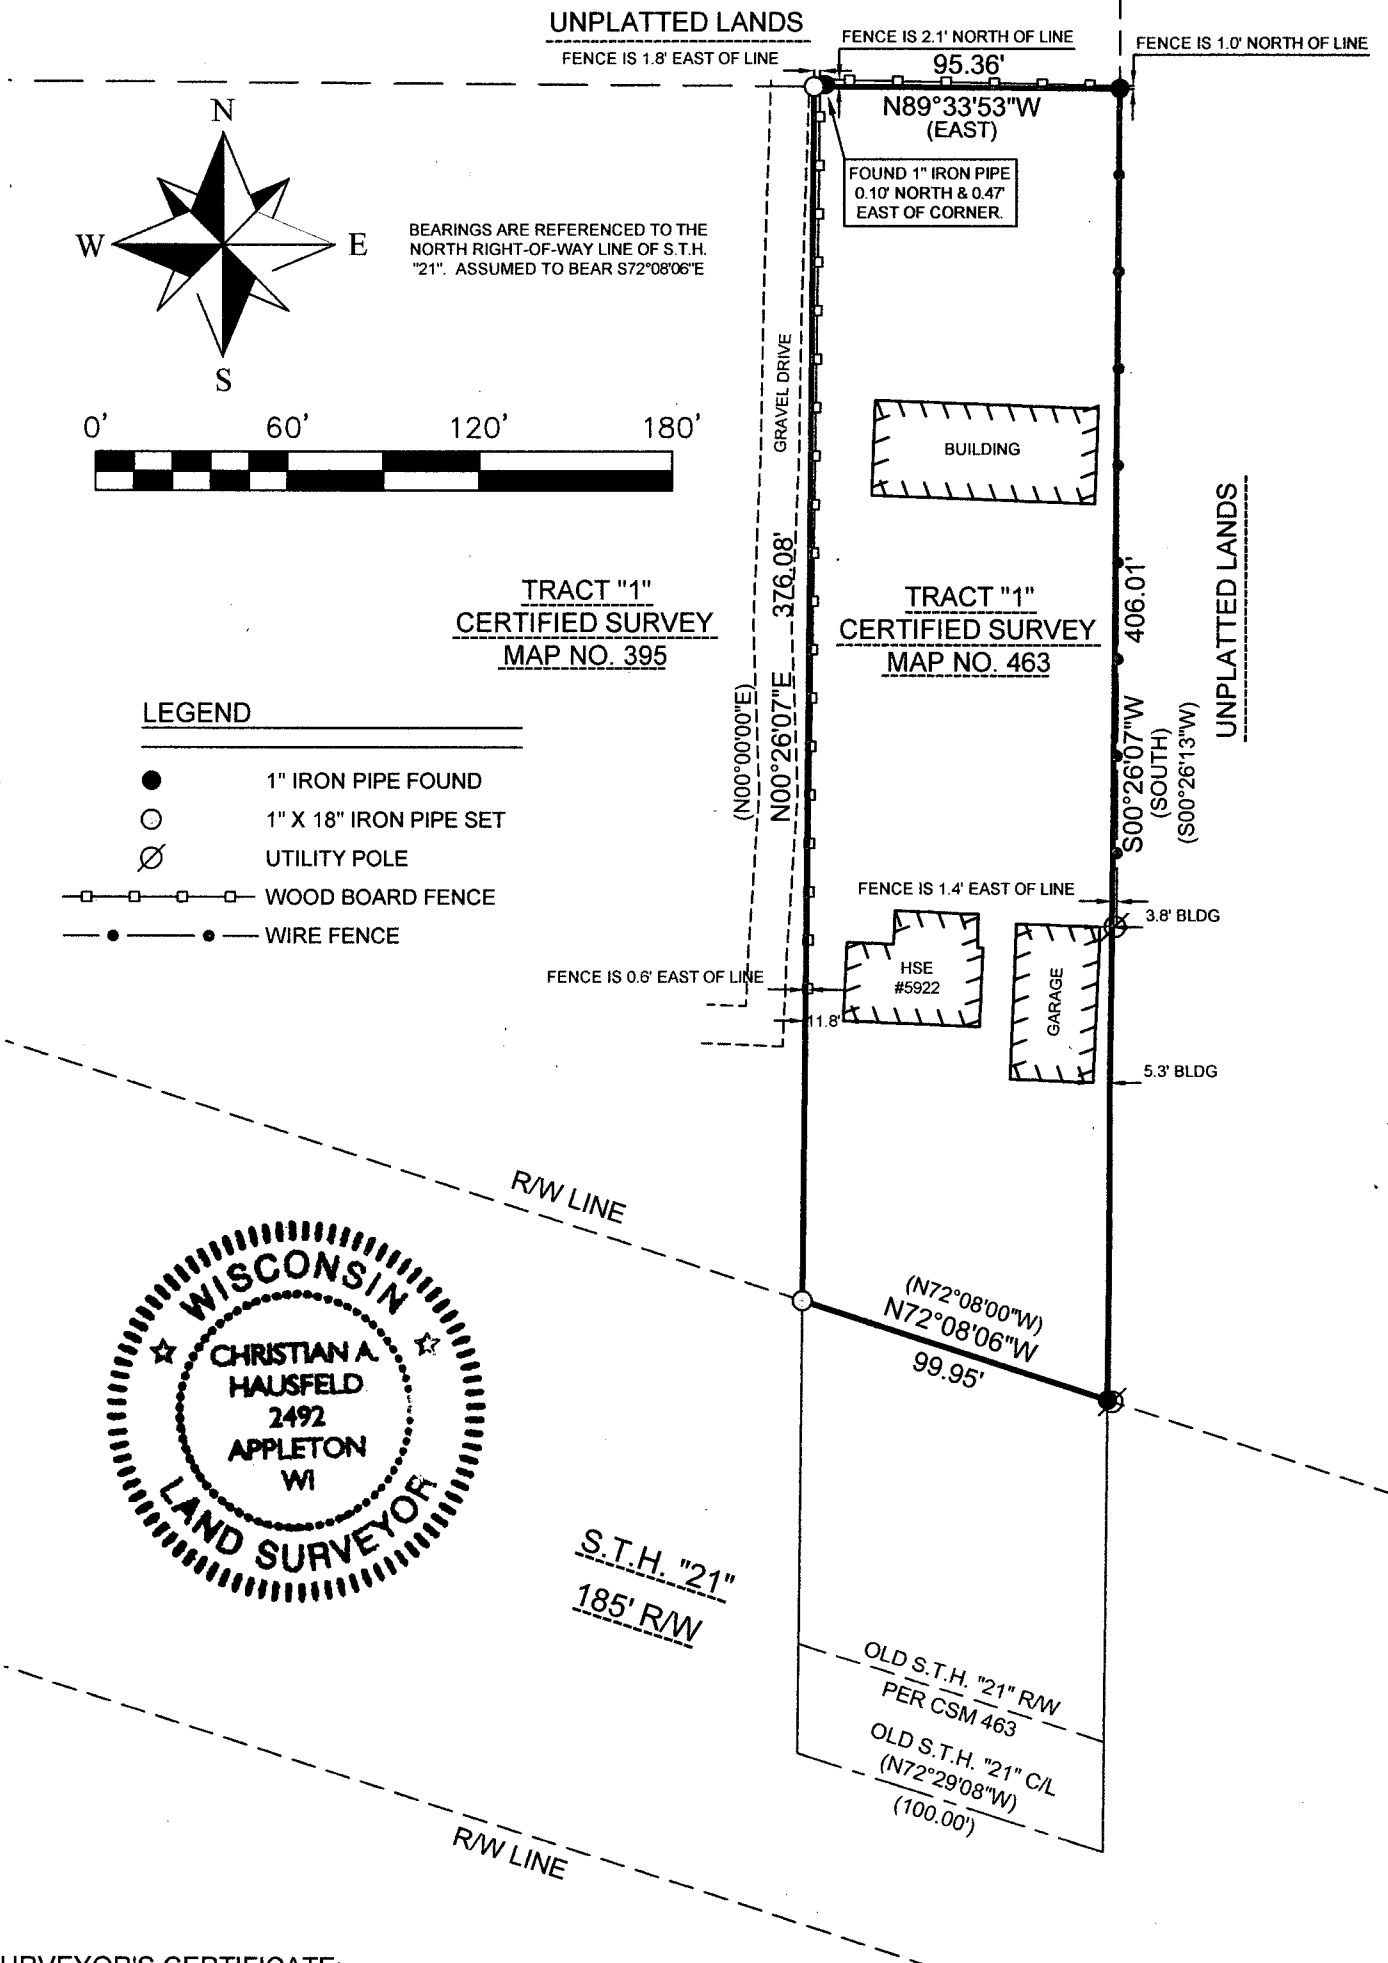 UNPLATTED LANDS
FENCE IS 1.8' EAST OF LINE
FENCE IS 2.1' NORTH OF LINE
95.36'
FENCE IS 1.0' NORTH OF LINE
N89°33'53"W
(EAST)
FOUND 1" IRON PIPE
0.10' NORTH & 0.47'
EAST OF CORNER.
N
W
E
S
BEARINGS ARE REFERENCED TO THE
NORTH RIGHT-OF-WAY LINE OF S.T.H.
"21". ASSUMED TO BEAR S72°08'06"E
0'
60'
120'
180'
GRAVEL DRIVE
BUILDING
TRACT "1"
CERTIFIED SURVEY
MAP NO. 395
(N00°00'00"E)
N00°26'07"E 376.08'
TRACT "1"
CERTIFIED SURVEY
MAP NO. 463
S00°26'07"W 406.01'
(SOUTH)
(S00°26'13"W)
UNPLATTED LANDS
LEGEND
1" IRON PIPE FOUND
1" X 18" IRON PIPE SET
UTILITY POLE
WOOD BOARD FENCE
WIRE FENCE
FENCE IS 1.4' EAST OF LINE
3.8' BLDG
FENCE IS 0.6' EAST OF LINE
HSE
#5922
GARAGE
11.8'
5.3' BLDG
R/W LINE
(N72°08'00"W)
N72°08'06"W
99.95'
WISCONSIN
CHRISTIAN A.
HAUSFELD
2492
APPLETON
WI
LAND SURVEYOR
S.T.H. "21"
185' R/W
OLD S.T.H. "21" R/W
PER CSM 463
OLD S.T.H. "21" C/L
(N72°29'08"W)
(100.00')
R/W LINE